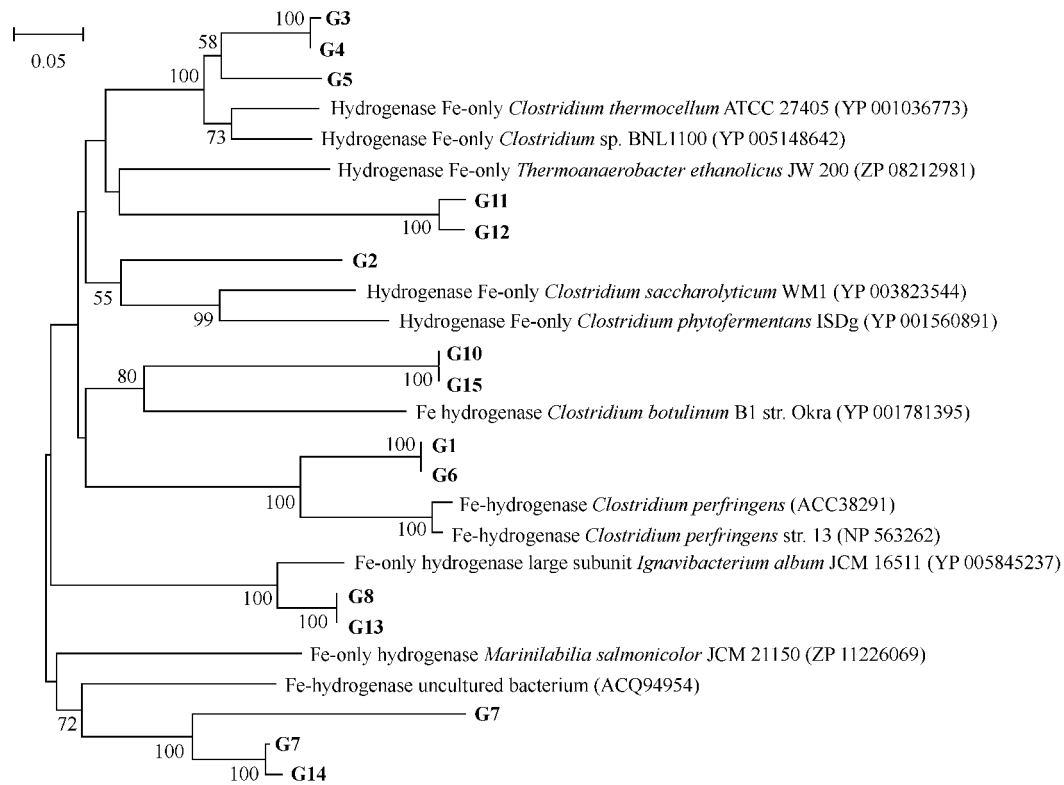 100
G3
0.05
58
G4
100
G5
Hydrogenase Fe-only Clostridium thermocellum ATCC 27405 (YP 001036773)
73
Hydrogenase Fe-only Clostridium sp. BNL1100 (YP 005148642)
Hydrogenase Fe-only Thermoanaerobacter ethanolicus JW 200 (ZP 08212981)
G11
100
G12
G2
55
Hydrogenase Fe-only Clostridium saccharolyticum WM1 (YP 003823544)
99
Hydrogenase Fe-only Clostridium phytofermentans ISDg (YP 001560891)
G10
80
100
G15
Fe hydrogenase Clostridium botulinum B1 str. Okra (YP 001781395)
100
G1
G6
100
Fe-hydrogenase Clostridium perfringens (ACC38291)
100
Fe-hydrogenase Clostridium perfringens str. 13 (NP 563262)
Fe-only hydrogenase large subunit Ignavibacterium album JCM 16511 (YP 005845237)
100
G8
100
G13
Fe-only hydrogenase Marinilabilia salmonicolor JCM 21150 (ZP 11226069)
Fe-hydrogenase uncultured bacterium (ACQ94954)
72
G7
100
G7
100
G14